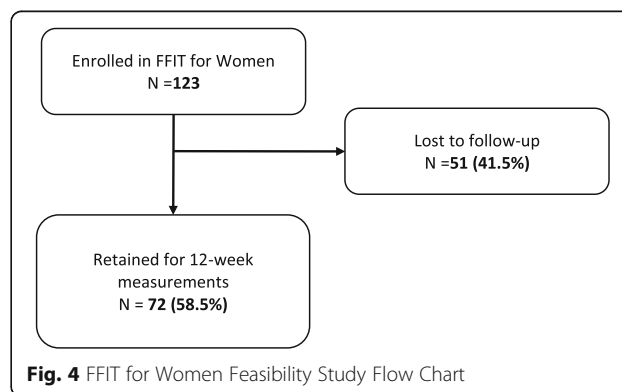 Enrolled in FFIT for Women
N =123
Lost to follow-up
N =51 (41.5%)
Retained for 12-week
measurements
N = 72 (58.5%)
Fig. 4 FFIT for Women Feasibility Study Flow Chart